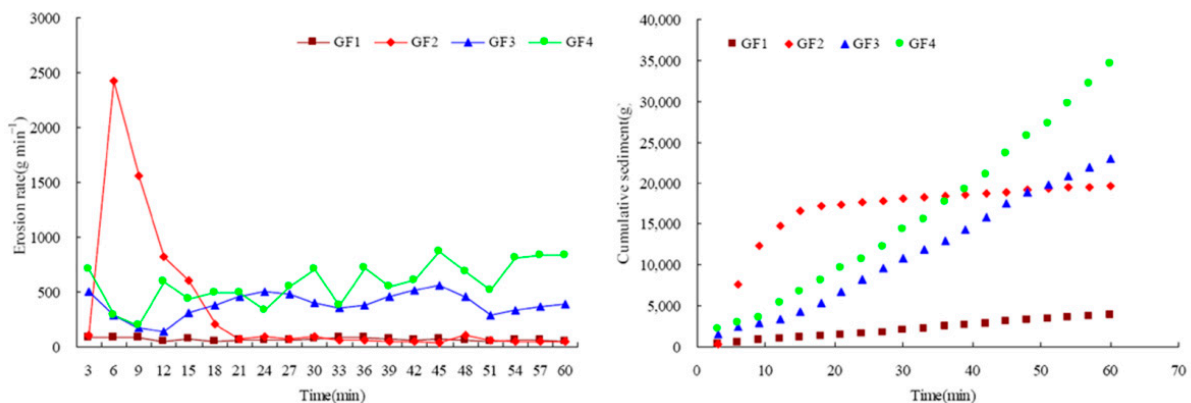 3000
2500
2000
1500
1000
500
0
Erosion rate(g min⁻¹)
GF1 GF2 GF3 GF4
3 6 9 12 15 18 21 24 27 30 33 36 39 42 45 48 51 54 57 60
Time(min)
40,000
35,000
30,000
25,000
20,000
15,000
10,000
5,000
0
Cumulative sediment(g)
GF1 GF2 GF3 GF4
0 10 20 30 40 50 60 70
Time(min)